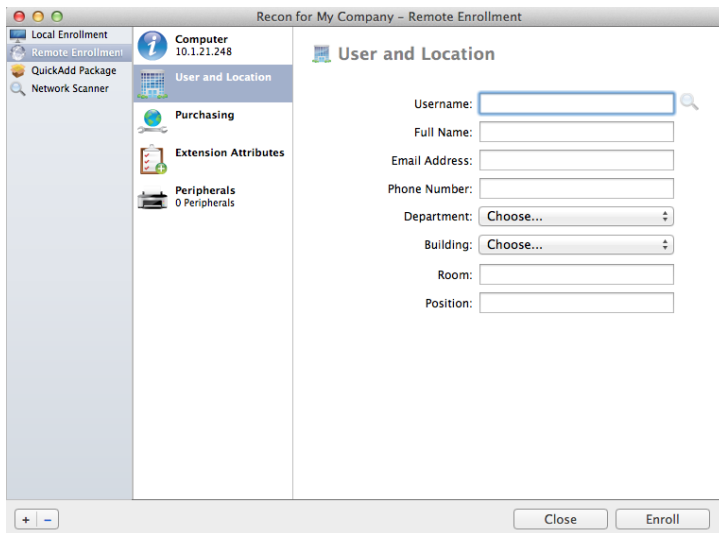 Recon for My Company – Remote Enrollment
Local Enrollment
Remote Enrollment
QuickAdd Package
Network Scanner
Computer
10.1.21.248
User and Location
Purchasing
Extension Attributes
Peripherals
0 Peripherals
User and Location
Username:
Full Name:
Email Address:
Phone Number:
Department: Choose...
Building: Choose...
Room:
Position:
+ −
Close Enroll